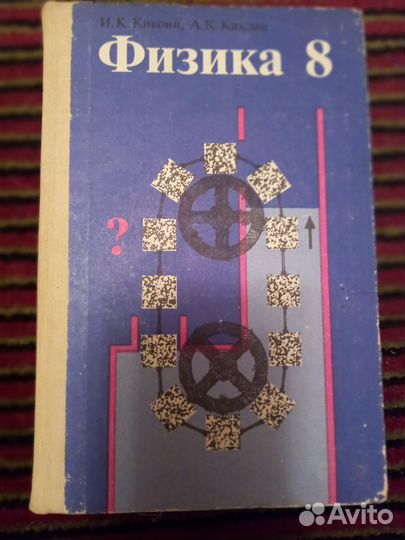 И. К. Кикоин, А. К. Кикоин
Физика 8
?
Avito